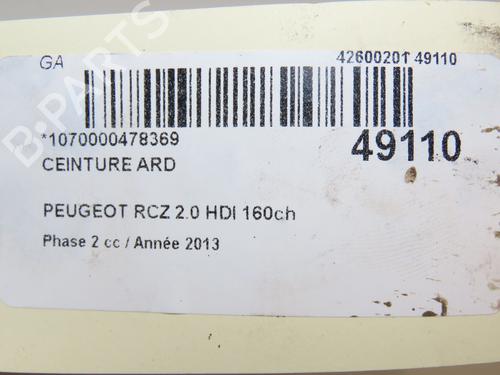 GA
42600201 49110
*1070000478369
49110
CEINTURE ARD
PEUGEOT RCZ 2.0 HDI 160ch
Phase 2 cc / Année 2013
B-PARTS